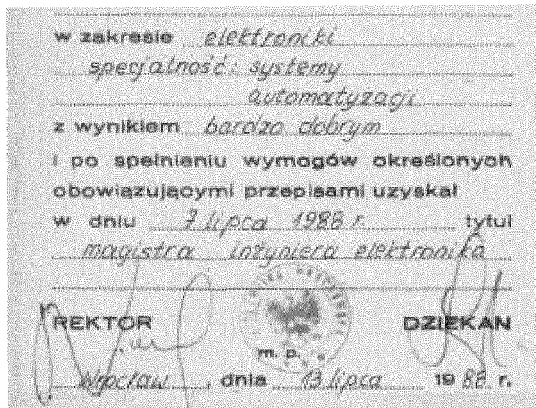 w zakresie elektroniki
specjalność: systemy
automatyzacji
z wynikiem bardzo dobrym
i po spełnieniu wymogów określonych
obowiązującymi przepisami uzyskał
w dniu 7 lipca 1988 r. tytuł
magistra inżyniera elektronika
REKTOR DZIEKAN
m. p.
Wrocław, dnia 13 lipca 1988 r.